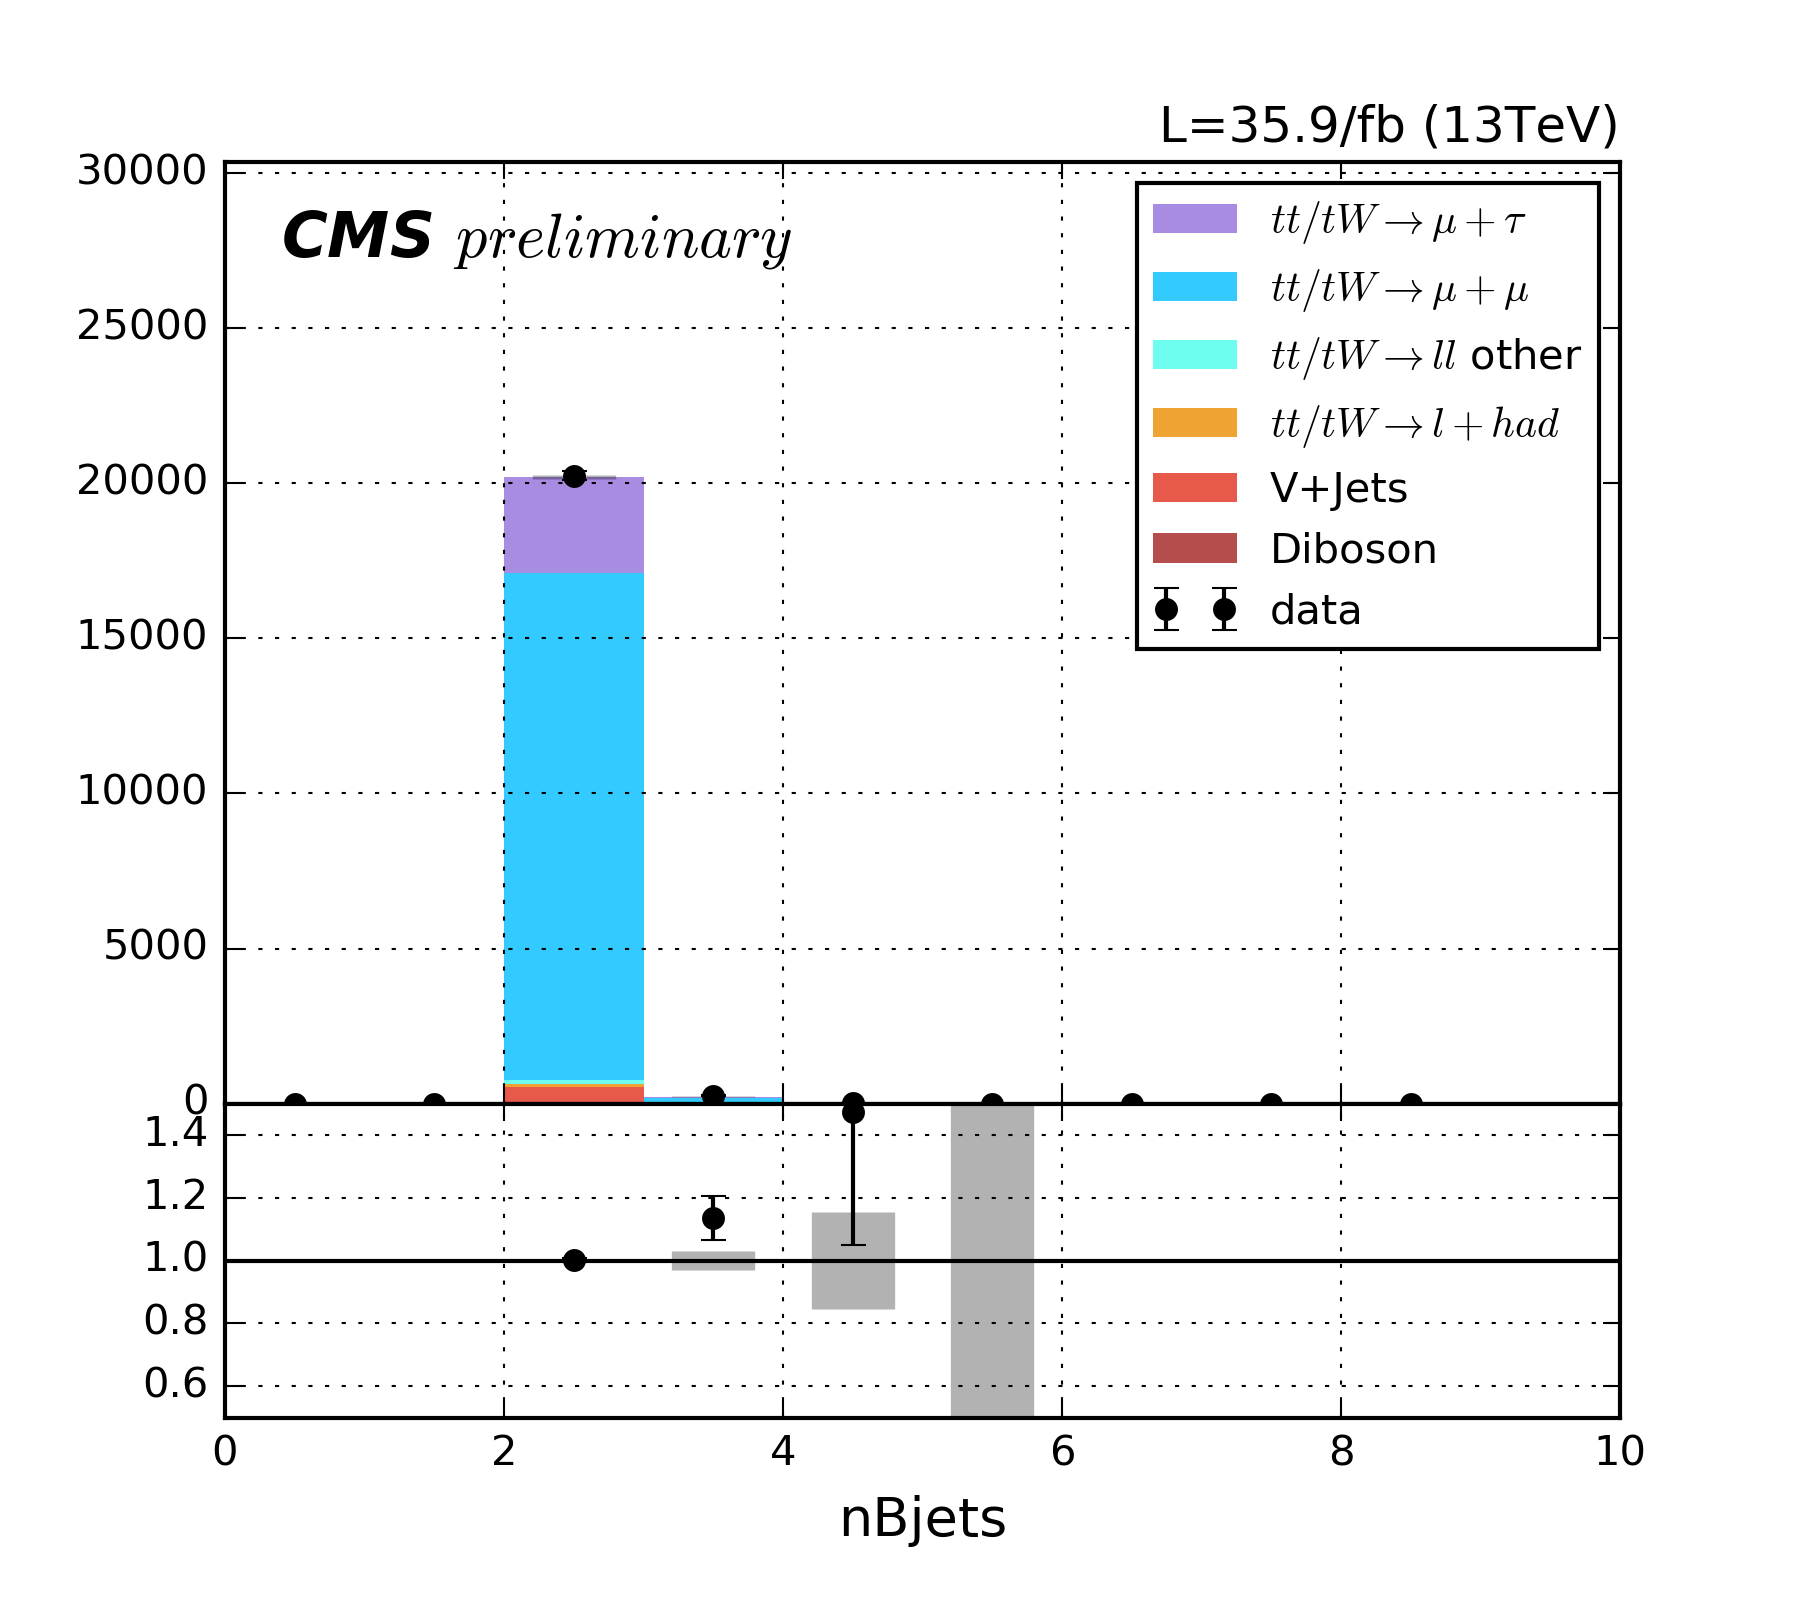 L=35.9/fb (13TeV)
CMS preliminary
30000
25000
20000
15000
10000
5000
0
tt/tW→μ+τ
tt/tW→μ+μ
tt/tW→ll other
tt/tW→l+had
V+Jets
Diboson
data
1.4
1.2
1.0
0.8
0.6
0 2 4 6 8 10
nBjets